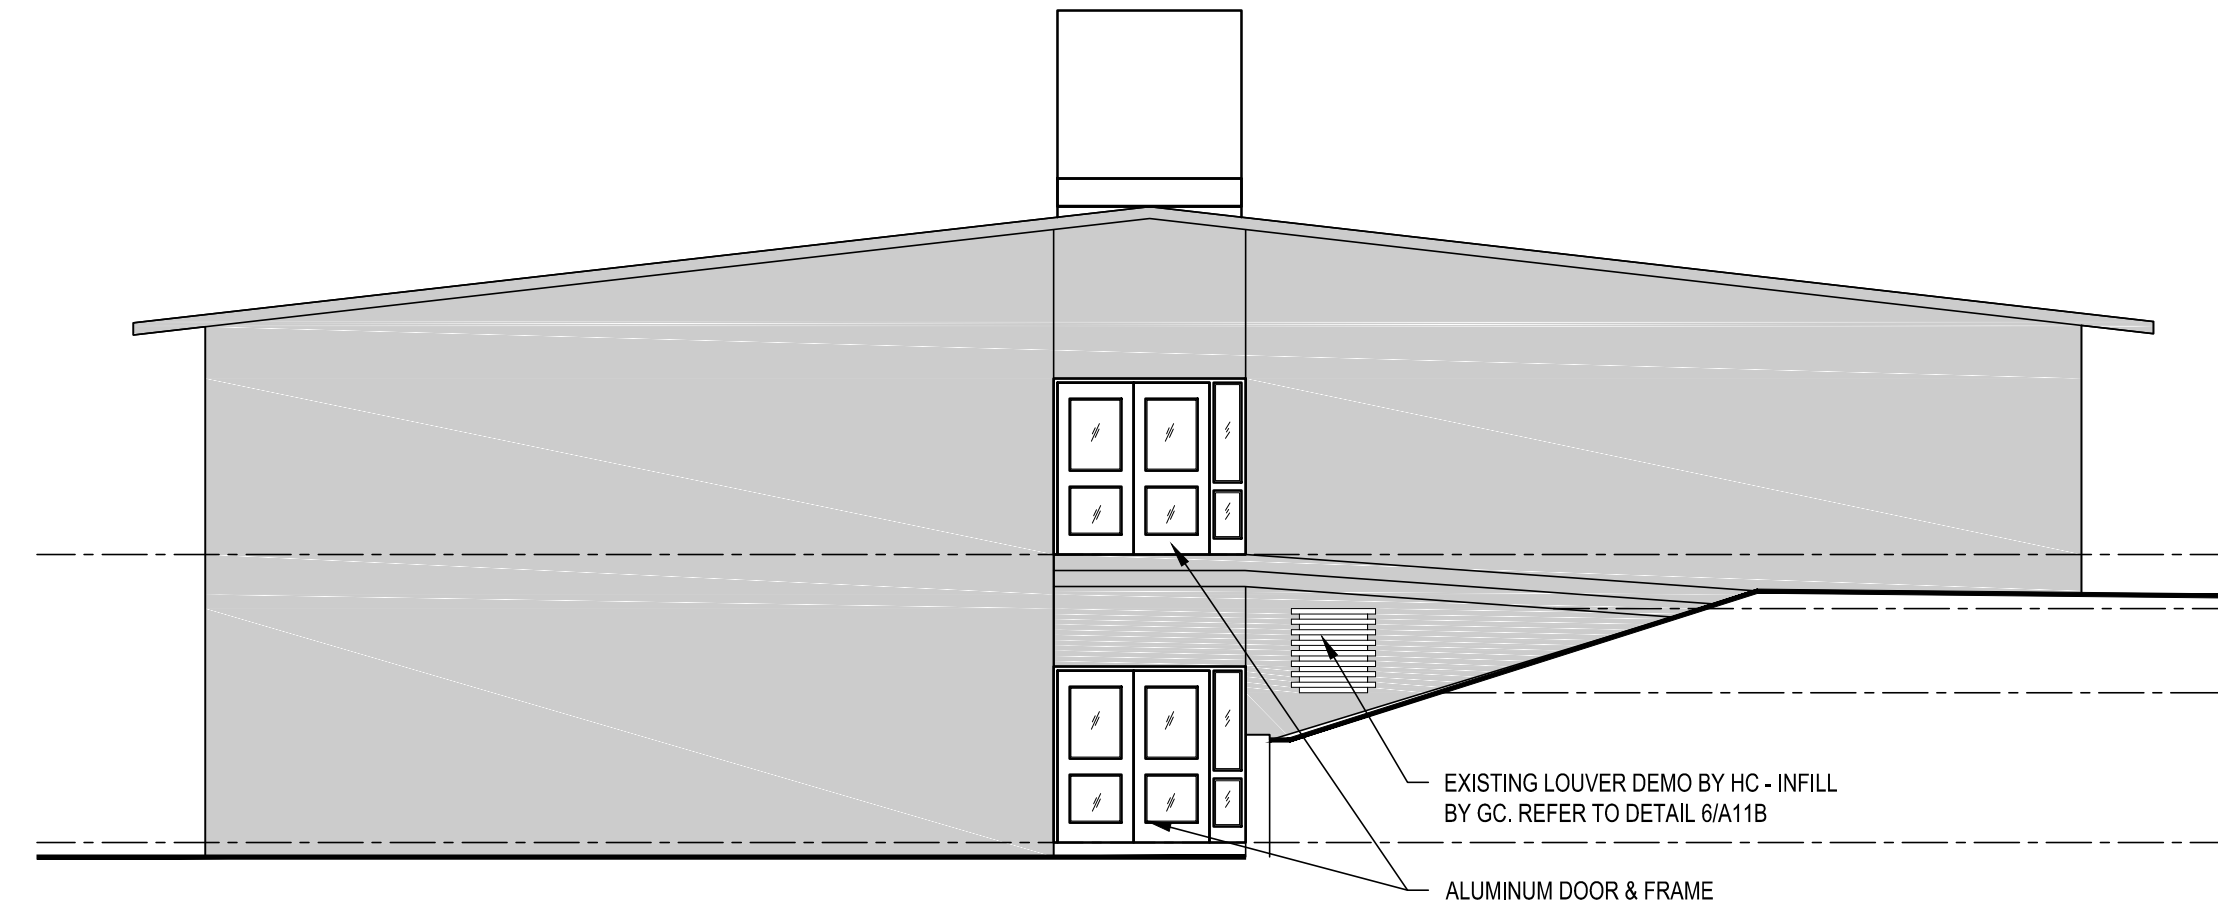 EXISTING LOUVER DEMO BY HC - INFILL
BY GC. REFER TO DETAIL 6/A11B
ALUMINUM DOOR & FRAME